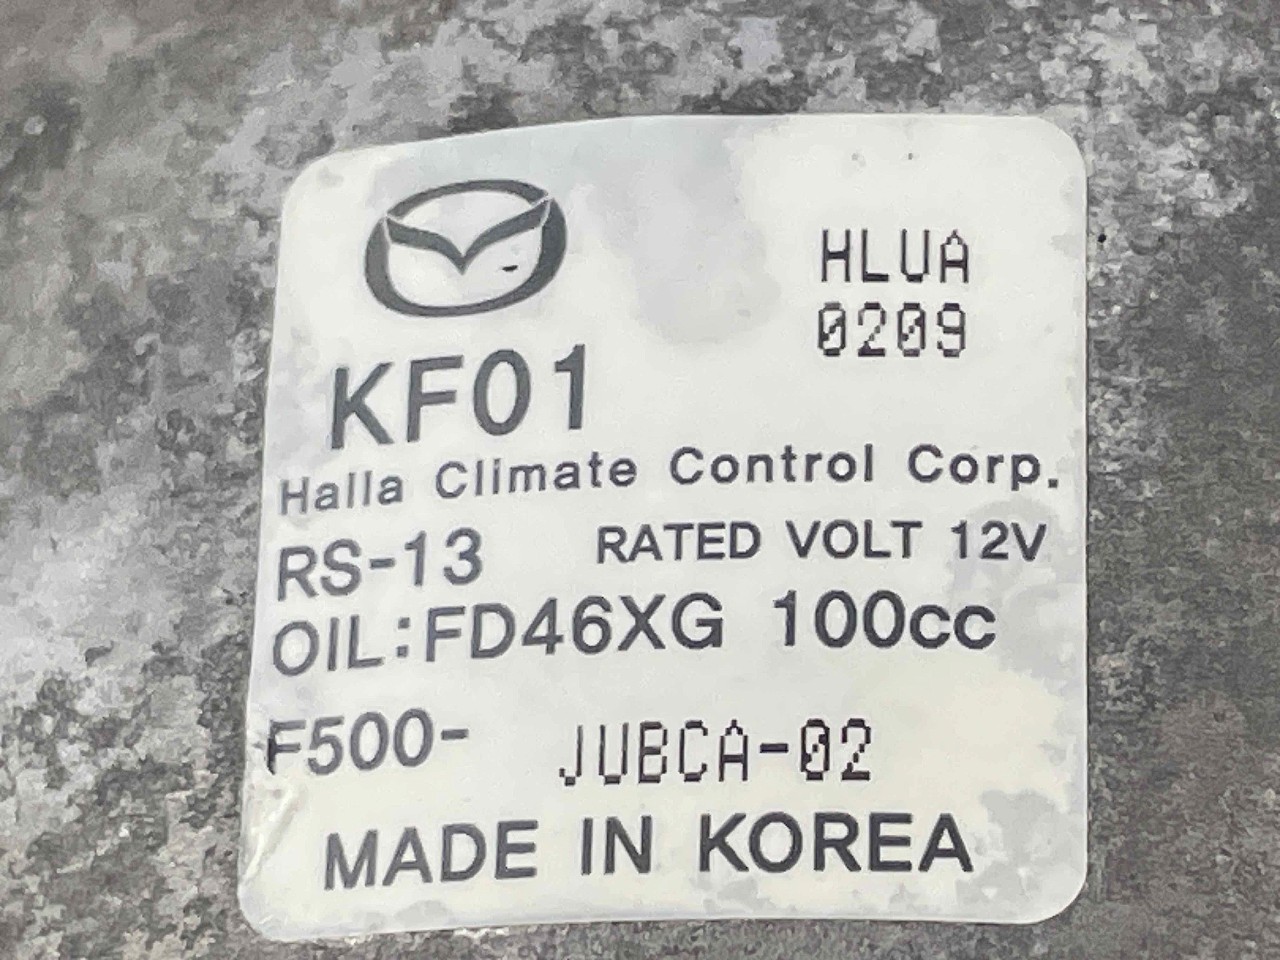 HLUA
0209
KF01
Halla Climate Control Corp.
RS-13 RATED VOLT 12V
OIL:FD46XG 100cc
F500- JUBCA-02
MADE IN KOREA